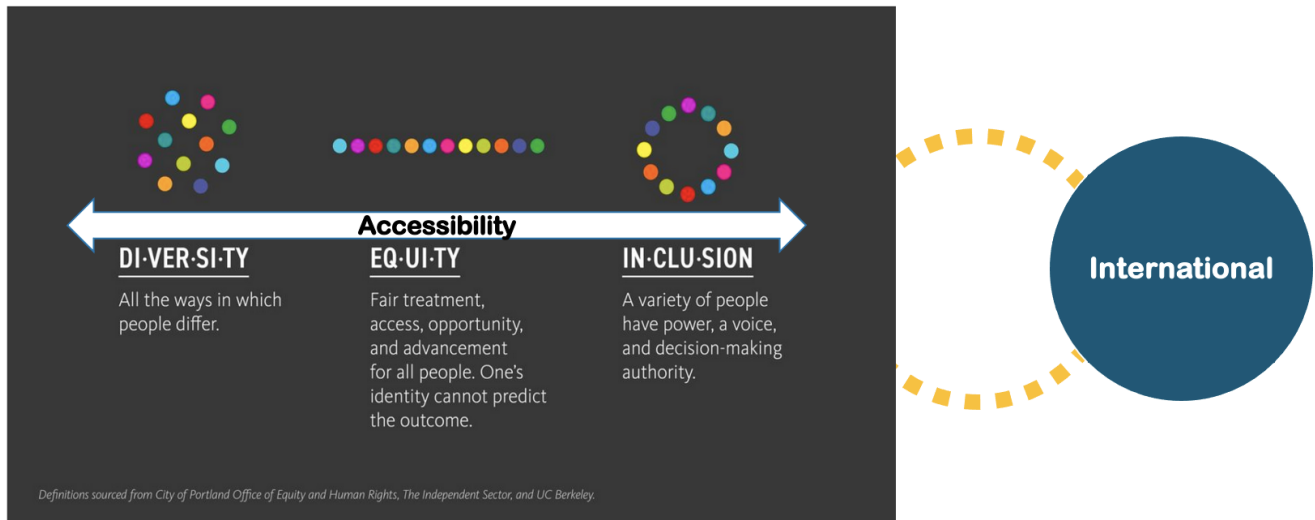 Accessibility
DI·VER·SI·TY
All the ways in which
people differ.
EQ·UI·TY
Fair treatment,
access, opportunity,
and advancement
for all people. One’s
identity cannot predict
the outcome.
IN·CLU·SION
A variety of people
have power, a voice,
and decision-making
authority.
International
Definitions sourced from City of Portland Office of Equity and Human Rights, The Independent Sector, and UC Berkeley.